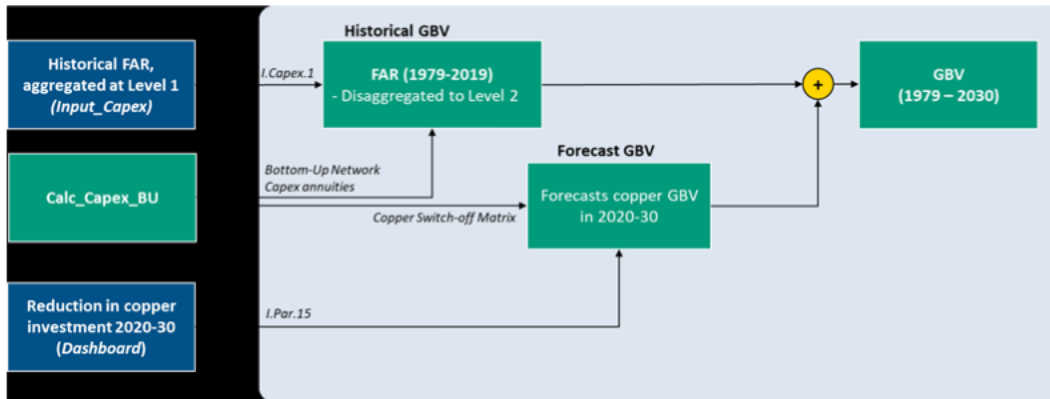 Historical GBV
Historical FAR,
aggregated at Level 1
(Input_Capex)
I.Capex.1
FAR (1979-2019)
- Disaggregated to Level 2
+
GBV
(1979 – 2030)
Calc_Capex_BU
Bottom-Up Network
Capex annuities
Copper Switch-off Matrix
Forecast GBV
Forecasts copper GBV
in 2020-30
Reduction in copper
investment 2020-30
(Dashboard)
I.Par.15